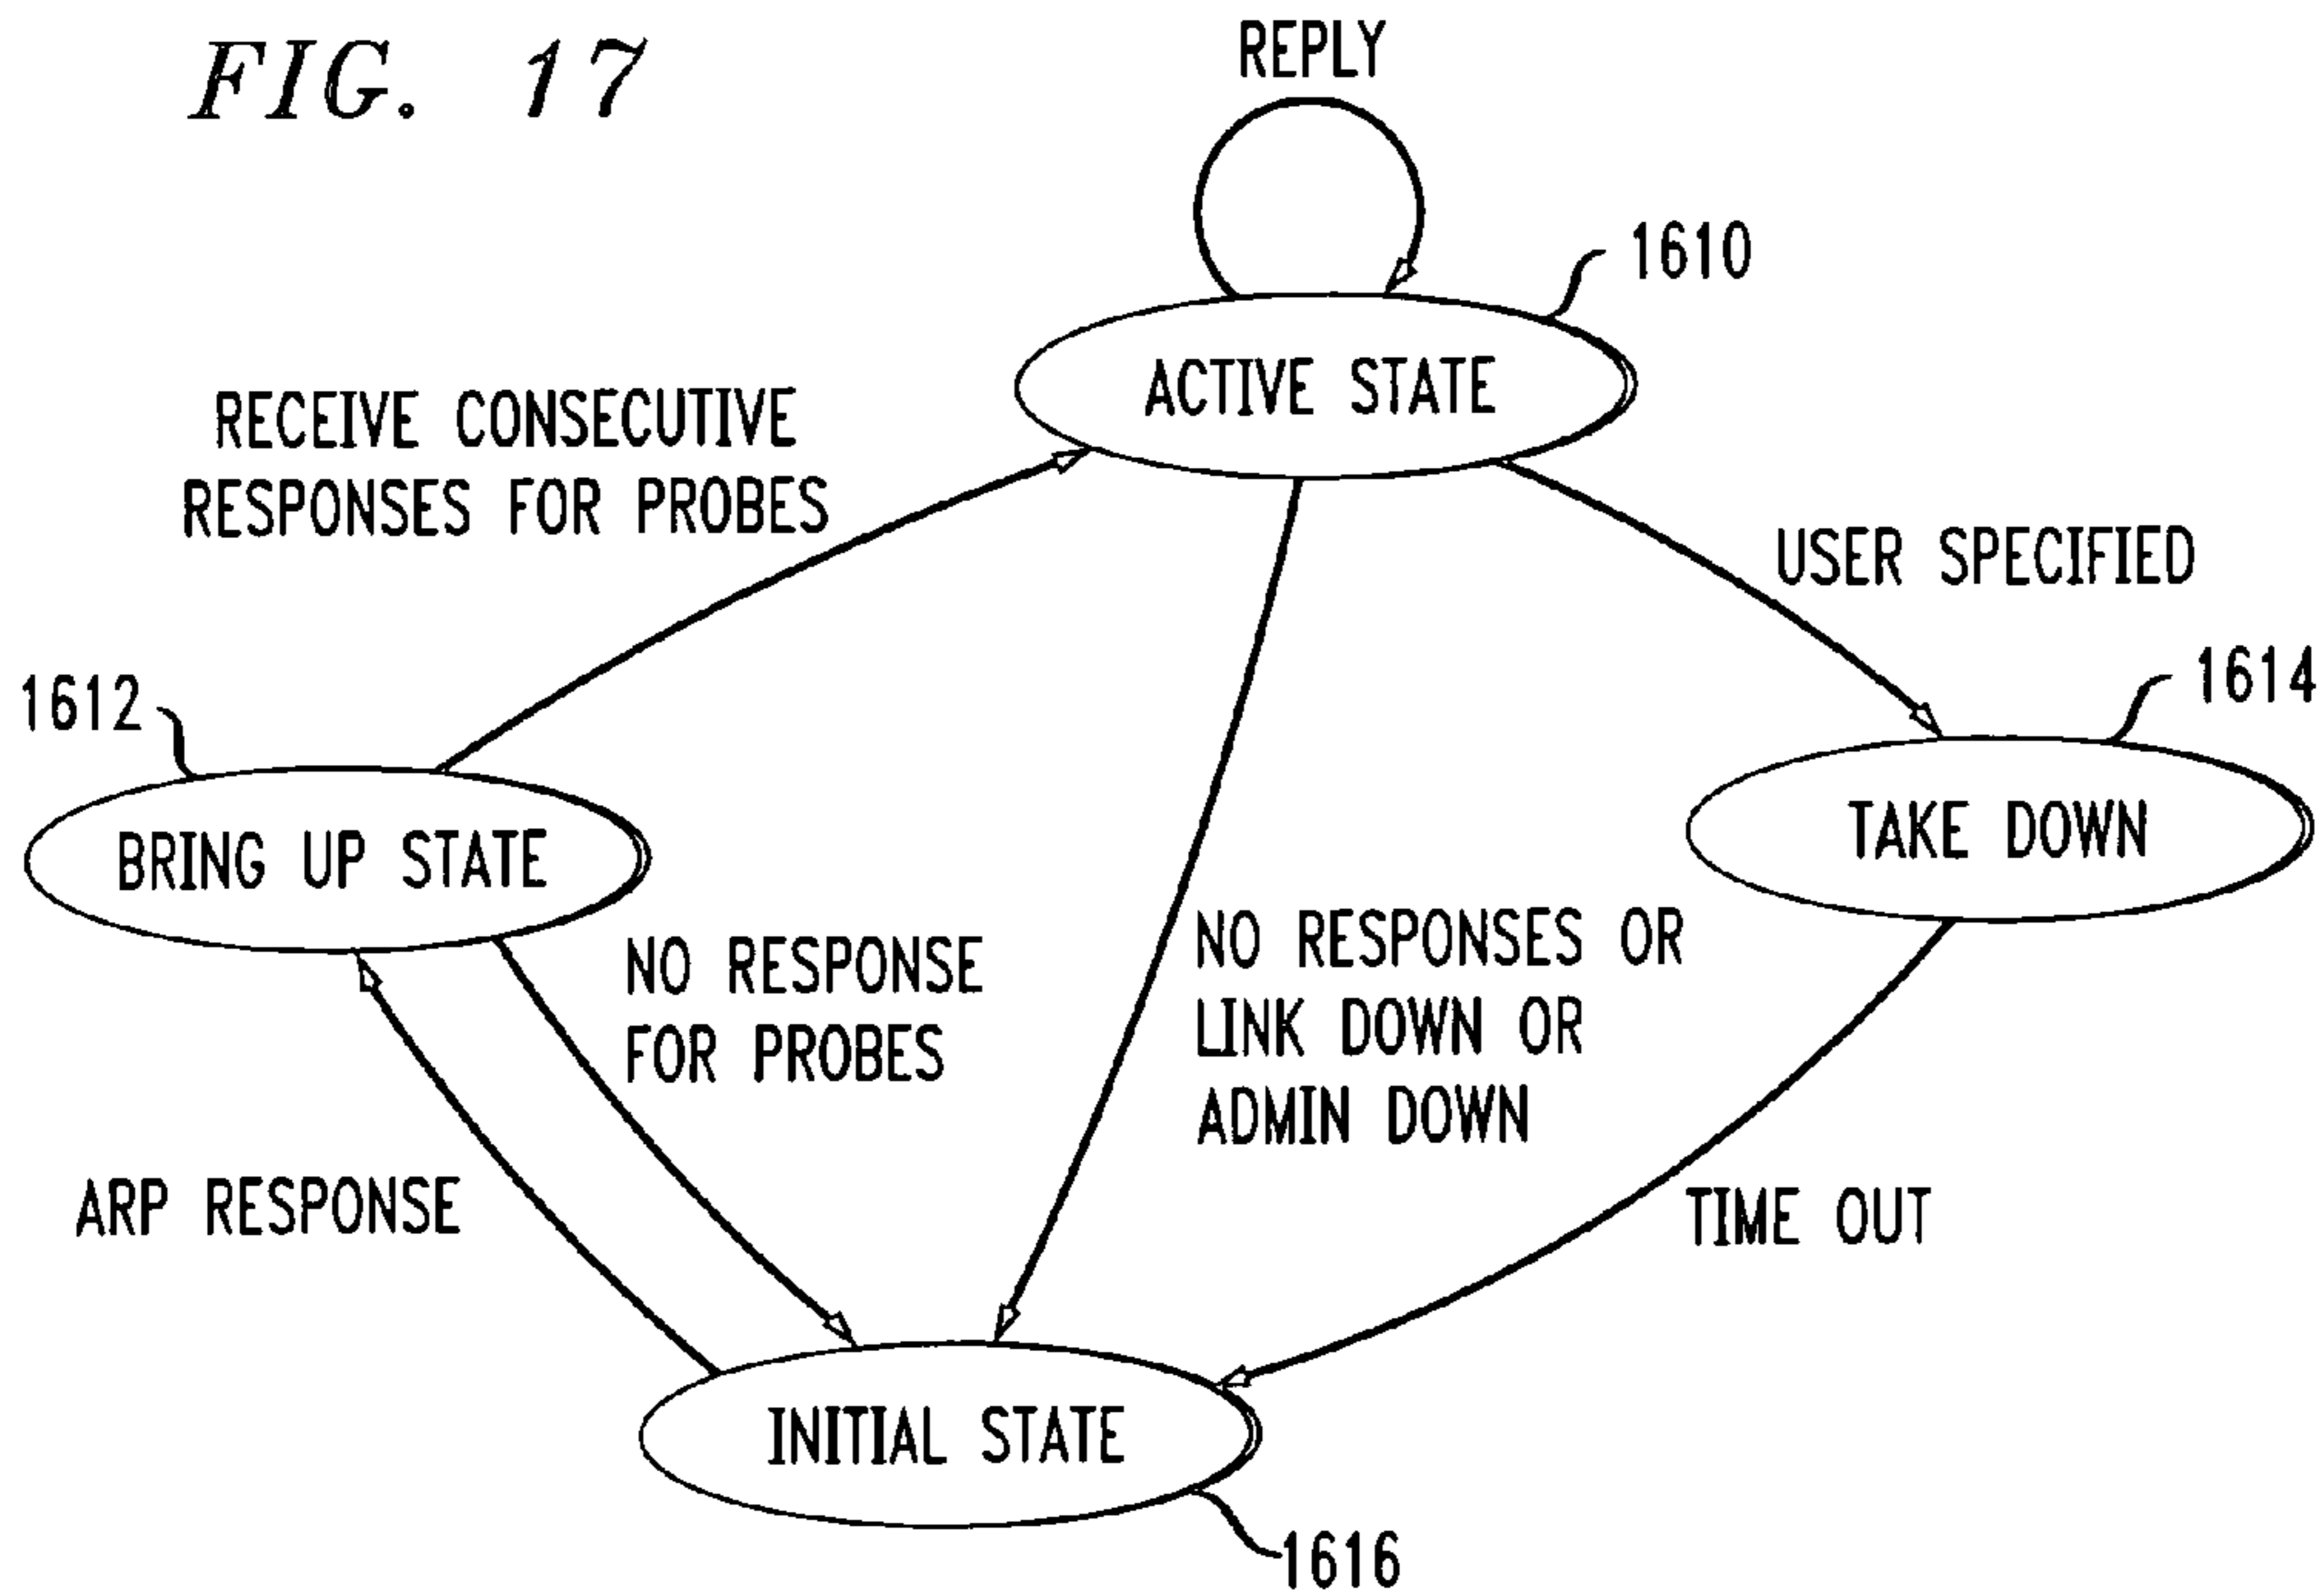 FIG. 17
REPLY
1610
ACTIVE STATE
RECEIVE CONSECUTIVE
RESPONSES FOR PROBES
USER SPECIFIED
1612
1614
BRING UP STATE
TAKE DOWN
NO RESPONSE
FOR PROBES
NO RESPONSES OR
LINK DOWN OR
ADMIN DOWN
ARP RESPONSE
TIME OUT
INITIAL STATE
1616